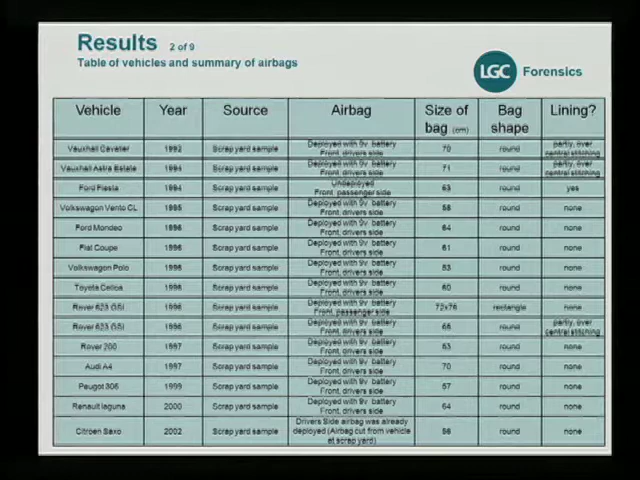 Results 2 of 9
Table of vehicles and summary of airbags
LGC Forensics
Vehicle Year Source Airbag Size of bag (cm) Bag shape Lining?
Vauxhall Cavalier 1992 Scrap yard sample Deployed with 9v battery Front, drivers side 70 round partly, over central stitching
Vauxhall Astra Estate 1994 Scrap yard sample Deployed with 9v battery Front, drivers side 71 round partly, over central stitching
Ford Fiesta 1994 Scrap yard sample Undeployed Front, passenger side 63 round yes
Volkswagon Vento CL 1995 Scrap yard sample Deployed with 9v battery Front, drivers side 58 round none
Ford Mondeo 1996 Scrap yard sample Deployed with 9v battery Front, drivers side 64 round none
Fiat Coupe 1996 Scrap yard sample Deployed with 9v battery Front, drivers side 61 round none
Volkswagon Polo 1996 Scrap yard sample Deployed with 9v battery Front, drivers side 53 round none
Toyota Celica 1996 Scrap yard sample Deployed with 9v battery Front, drivers side 60 round none
Rover 623 GSI 1996 Scrap yard sample Deployed with 9v battery Front, passenger side 72x76 rectangle none
Rover 623 GSI 1996 Scrap yard sample Deployed with 9v battery Front, drivers side 66 round partly, over central stitching
Rover 200 1997 Scrap yard sample Deployed with 9v battery Front, drivers side 63 round none
Audi A4 1997 Scrap yard sample Deployed with 9v battery Front, drivers side 70 round none
Peugot 306 1999 Scrap yard sample Deployed with 9v battery Front, drivers side 57 round none
Renault laguna 2000 Scrap yard sample Deployed with 9v battery Front, drivers side 64 round none
Citroen Saxo 2002 Scrap yard sample Drivers Side airbag was already deployed (Airbag cut from vehicle at scrap yard) 56 round none